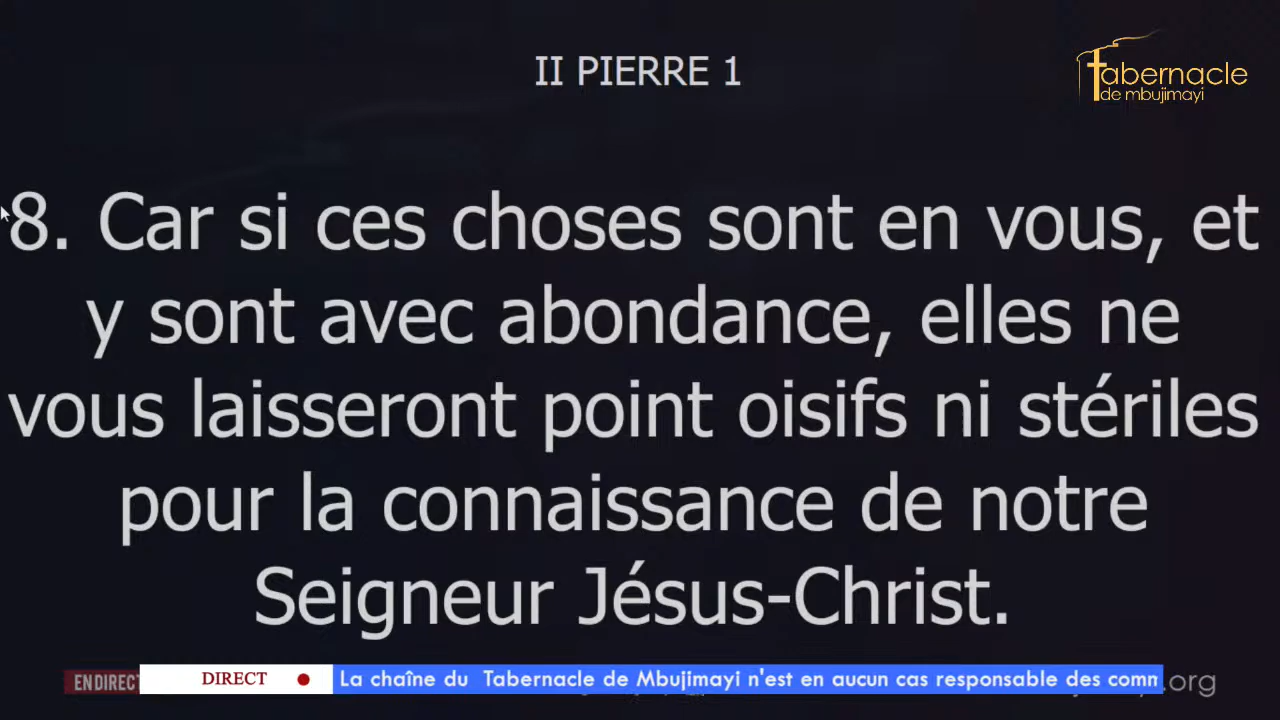 II PIERRE 1
Tabernacle
de mbujimayi
8. Car si ces choses sont en vous, et
y sont avec abondance, elles ne
vous laisseront point oisifs ni stériles
pour la connaissance de notre
Seigneur Jésus-Christ.
EN DIRECT
DIRECT
La chaîne du Tabernacle de Mbujimayi n'est en aucun cas responsable des
.org